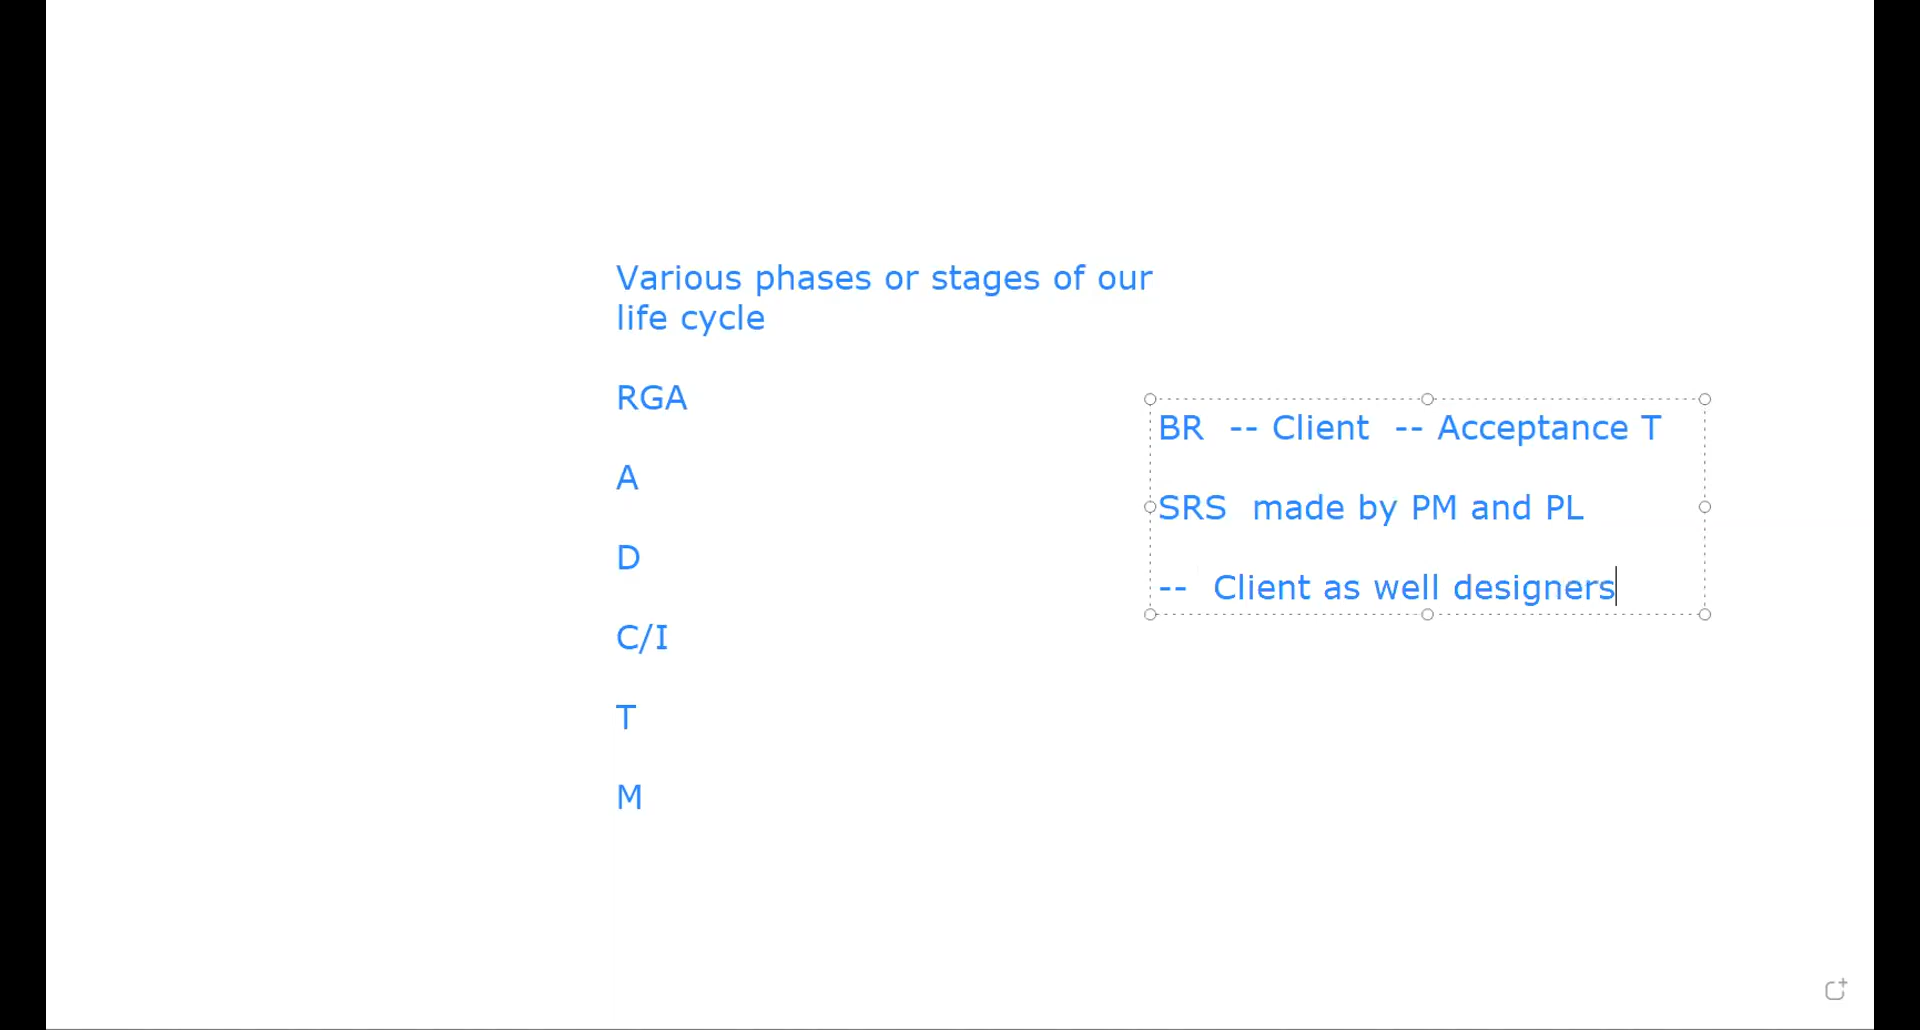 Various phases or stages of our
life cycle
RGA
A
D
C/I
T
M
BR -- Client -- Acceptance T
SRS made by PM and PL
-- Client as well designers